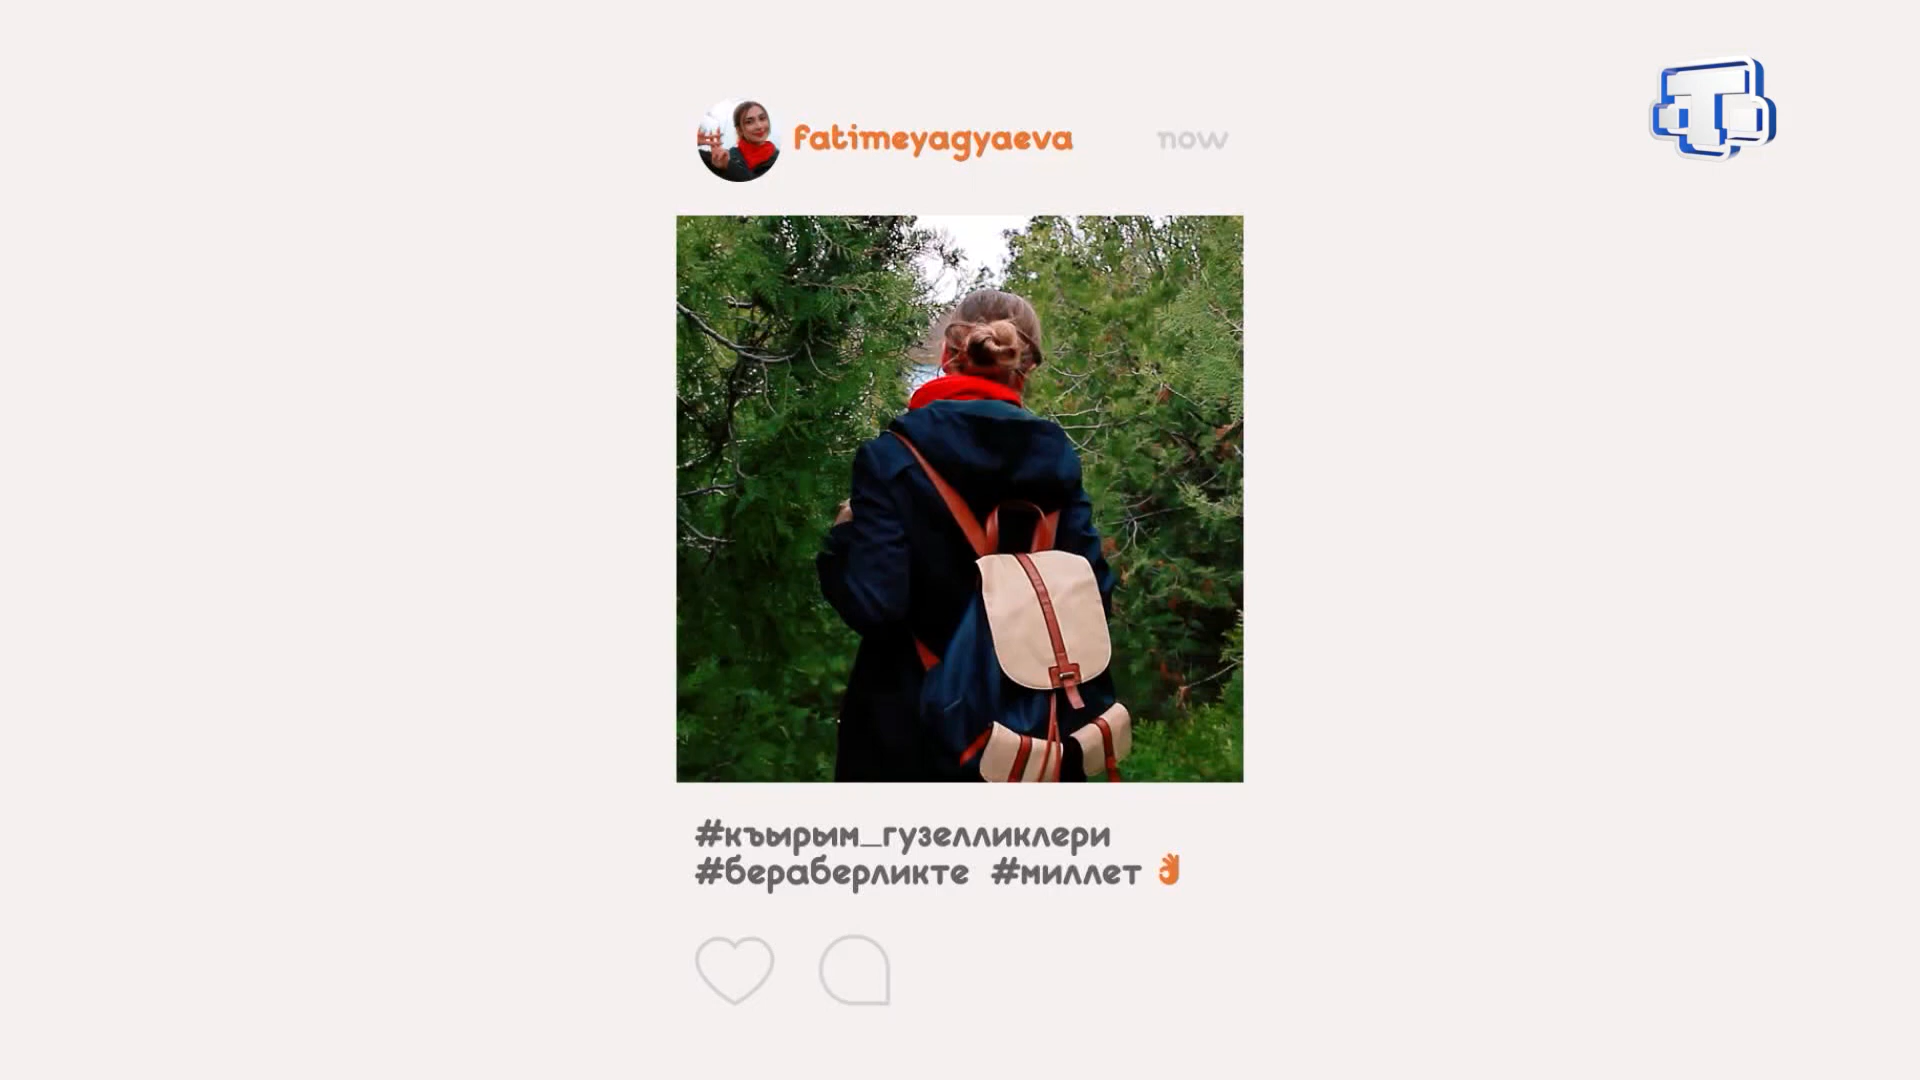 fatimeyagyaeva now
#къырым_гузелликлери
#бераберликте #миллет